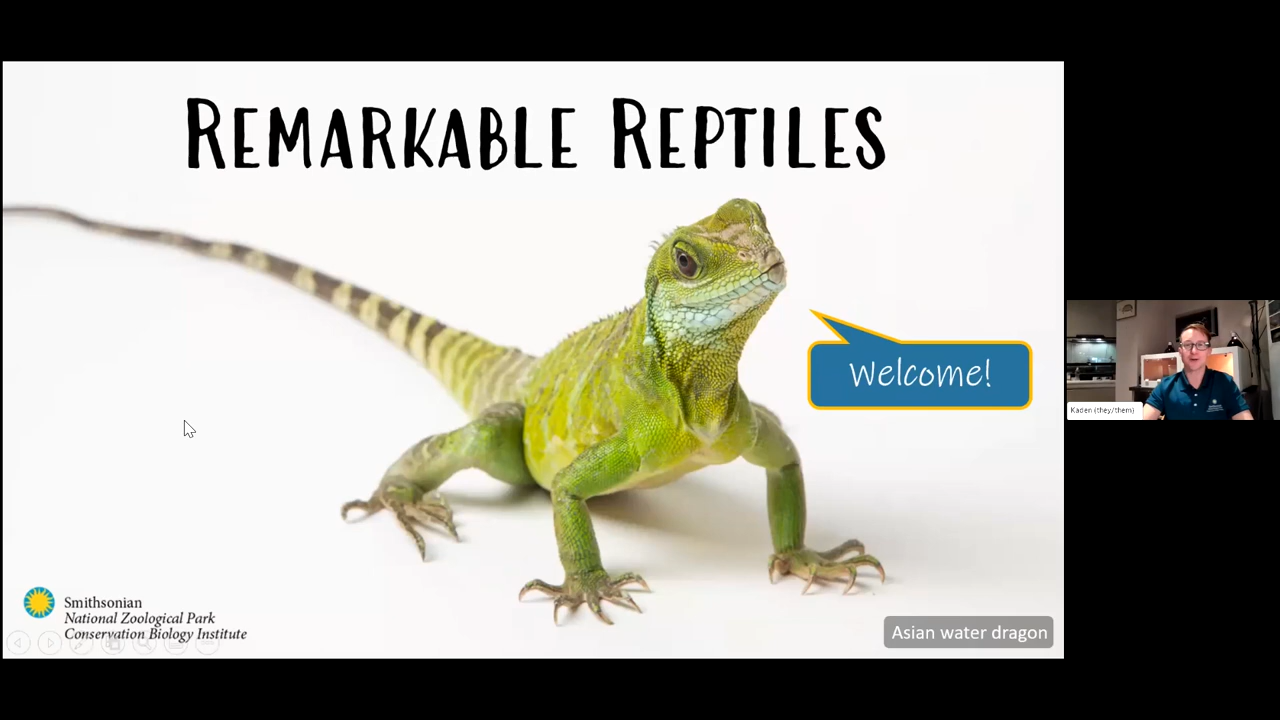 REMARKABLE REPTILES
Welcome!
Kaden (they/them)
Smithsonian
National Zoological Park
Conservation Biology Institute
Asian water dragon